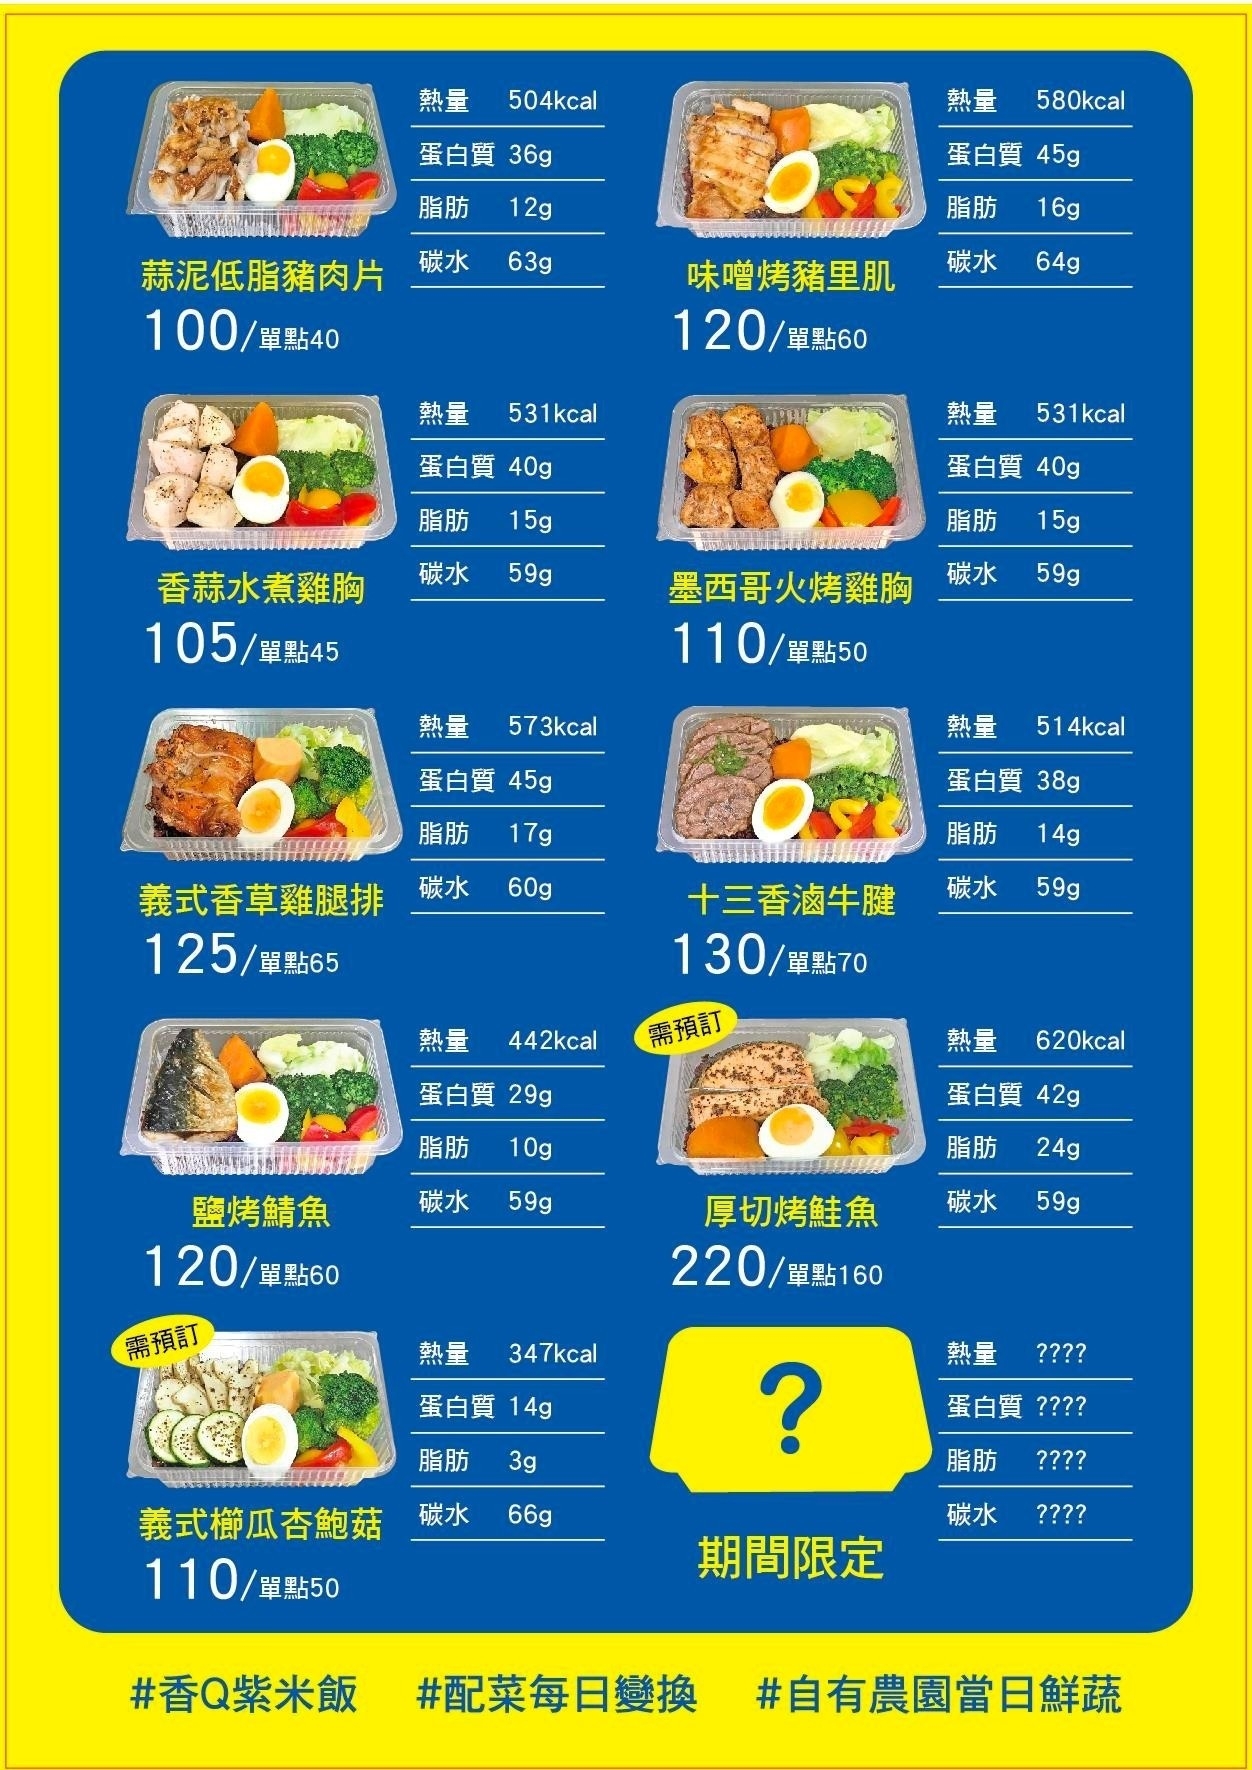 熱量 504kcal
蛋白質 36g
脂肪 12g
碳水 63g
蒜泥低脂豬肉片
100/單點40
熱量 580kcal
蛋白質 45g
脂肪 16g
碳水 64g
味噌烤豬里肌
120/單點60
熱量 531kcal
蛋白質 40g
脂肪 15g
碳水 59g
香蒜水煮雞胸
105/單點45
熱量 531kcal
蛋白質 40g
脂肪 15g
碳水 59g
墨西哥火烤雞胸
110/單點50
熱量 573kcal
蛋白質 45g
脂肪 17g
碳水 60g
義式香草雞腿排
125/單點65
熱量 514kcal
蛋白質 38g
脂肪 14g
碳水 59g
十三香滷牛腱
130/單點70
熱量 442kcal
蛋白質 29g
脂肪 10g
碳水 59g
鹽烤鯖魚
120/單點60
需預訂
熱量 620kcal
蛋白質 42g
脂肪 24g
碳水 59g
厚切烤鮭魚
220/單點160
需預訂
熱量 347kcal
蛋白質 14g
脂肪 3g
碳水 66g
義式櫛瓜杏鮑菇
110/單點50
?
熱量 ????
蛋白質 ????
脂肪 ????
碳水 ????
期間限定
#香Q紫米飯 #配菜每日變換 #自有農園當日鮮蔬